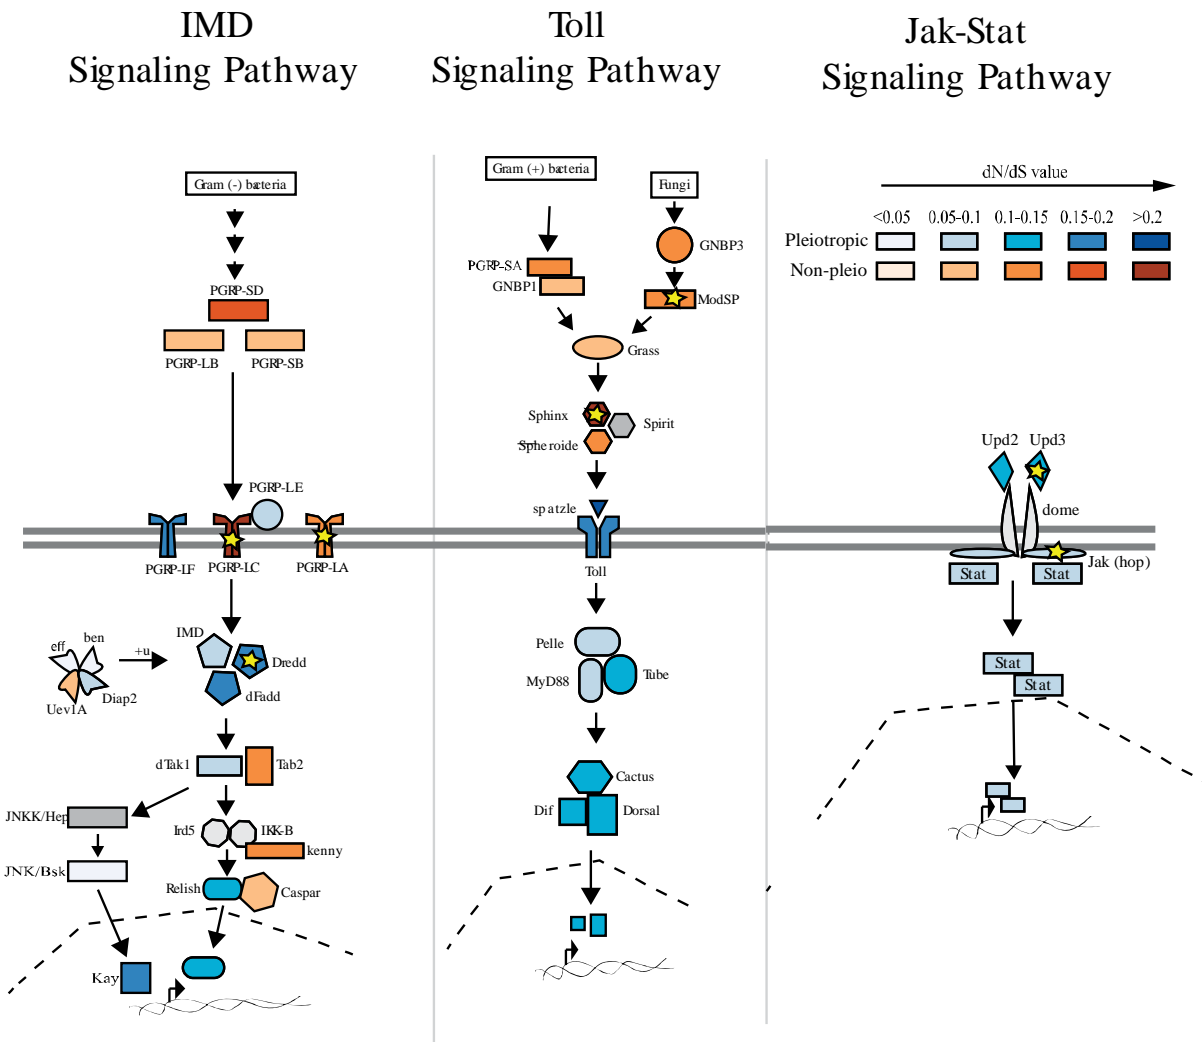 IMD
Signaling Pathway
Toll
Signaling Pathway
Jak-Stat
Signaling Pathway
Gram (-) bacteria
PGRP-SD
PGRP-LB
PGRP-SB
PGRP-LE
PGRP-LF
PGRP-LC
PGRP-LA
eff
ben
+u
IMD
Dredd
dFadd
Diap2
Uev1A
dTak1
Tab2
JNKK/Hep
Ird5
IKK-B
kenny
JNK/Bsk
Relish
Caspar
Kay
Gram (+) bacteria
Fungi
GNBP3
PGRP-SA
GNBP1
ModSP
Grass
Sphinx
Spirit
Spheroide
spatzle
Toll
Pelle
MyD88
Tube
Cactus
Dif
Dorsal
dN/dS value
<0.05 0.05-0.1 0.1-0.15 0.15-0.2 >0.2
Pleiotropic
Non-pleio
Upd2
Upd3
dome
Jak (hop)
Stat
Stat
Stat
Stat